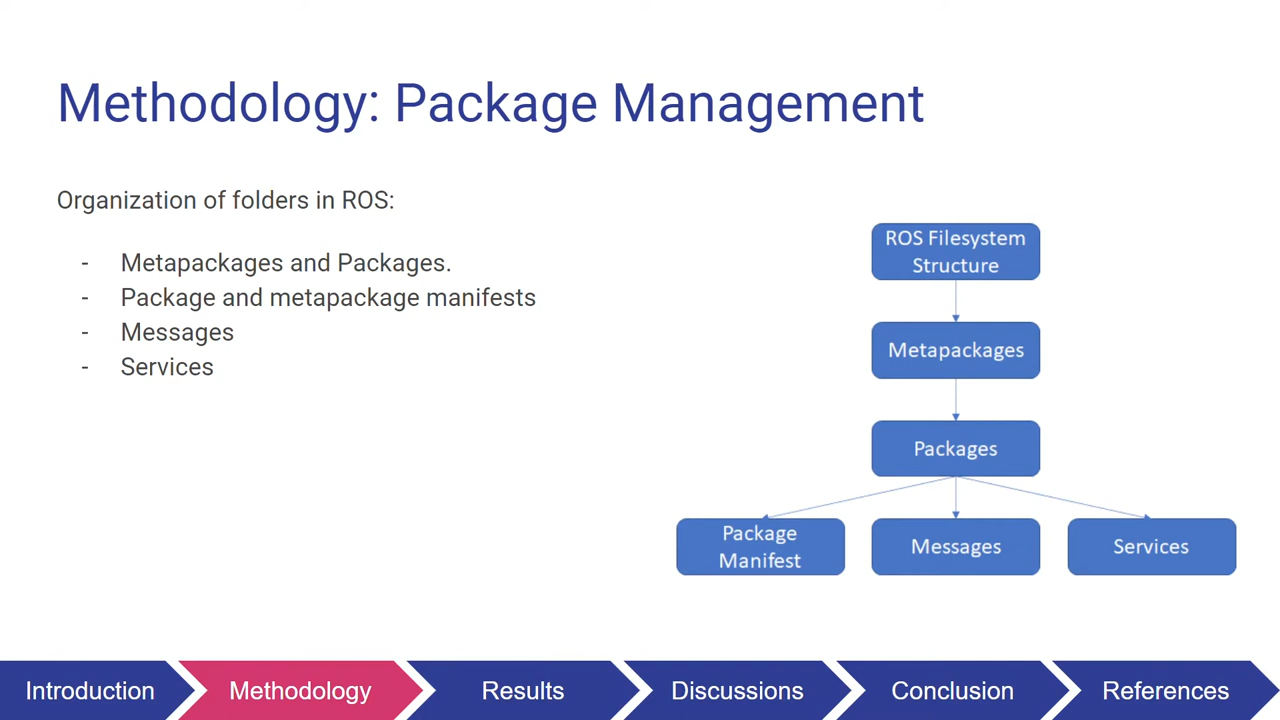 Methodology: Package Management
Organization of folders in ROS:
- Metapackages and Packages.
- Package and metapackage manifests
- Messages
- Services
ROS Filesystem
Structure
Metapackages
Packages
Package
Manifest
Messages
Services
Introduction
Methodology
Results
Discussions
Conclusion
References